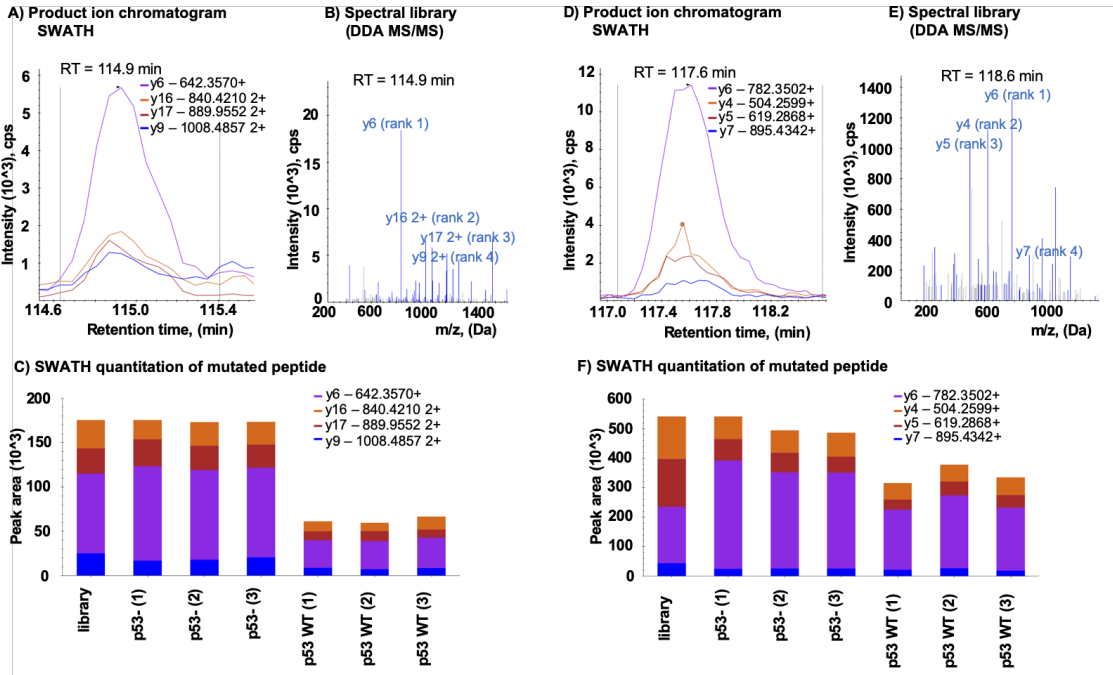 A) Product ion chromatogram
SWATH
B) Spectral library
(DDA MS/MS)
D) Product ion chromatogram
SWATH
E) Spectral library
(DDA MS/MS)
RT = 114.9 min
y6 – 642.3570+
y16 – 840.4210 2+
y17 – 889.9552 2+
y9 – 1008.4857 2+
Intensity (10^3), cps
6
5
4
3
2
1
114.6
115.0
115.4
Retention time, (min)
RT = 114.9 min
y6 (rank 1)
y16 2+ (rank 2)
y17 2+ (rank 3)
y9 2+ (rank 4)
Intensity (10^3), cps
20
15
10
5
0
200
600
1000
1400
m/z, (Da)
RT = 117.6 min
y6 – 782.3502+
y4 – 504.2599+
y5 – 619.2868+
y7 – 895.4342+
Intensity (10^3), cps
12
10
8
6
4
2
117.0
117.4
117.8
118.2
Retention time, (min)
RT = 118.6 min
y6 (rank 1)
y4 (rank 2)
y5 (rank 3)
y7 (rank 4)
Intensity (10^3), cps
1400
1200
1000
800
600
400
200
0
200
600
1000
m/z, (Da)
C) SWATH quantitation of mutated peptide
y6 – 642.3570+
y16 – 840.4210 2+
y17 – 889.9552 2+
y9 – 1008.4857 2+
Peak area (10^3)
200
150
100
50
0
library
p53- (1)
p53- (2)
p53- (3)
p53 WT (1)
p53 WT (2)
p53 WT (3)
F) SWATH quantitation of mutated peptide
y6 – 782.3502+
y4 – 504.2599+
y5 – 619.2868+
y7 – 895.4342+
Peak area (10^3)
600
500
400
300
200
100
0
library
p53- (1)
p53- (2)
p53- (3)
p53 WT (1)
p53 WT (2)
p53 WT (3)